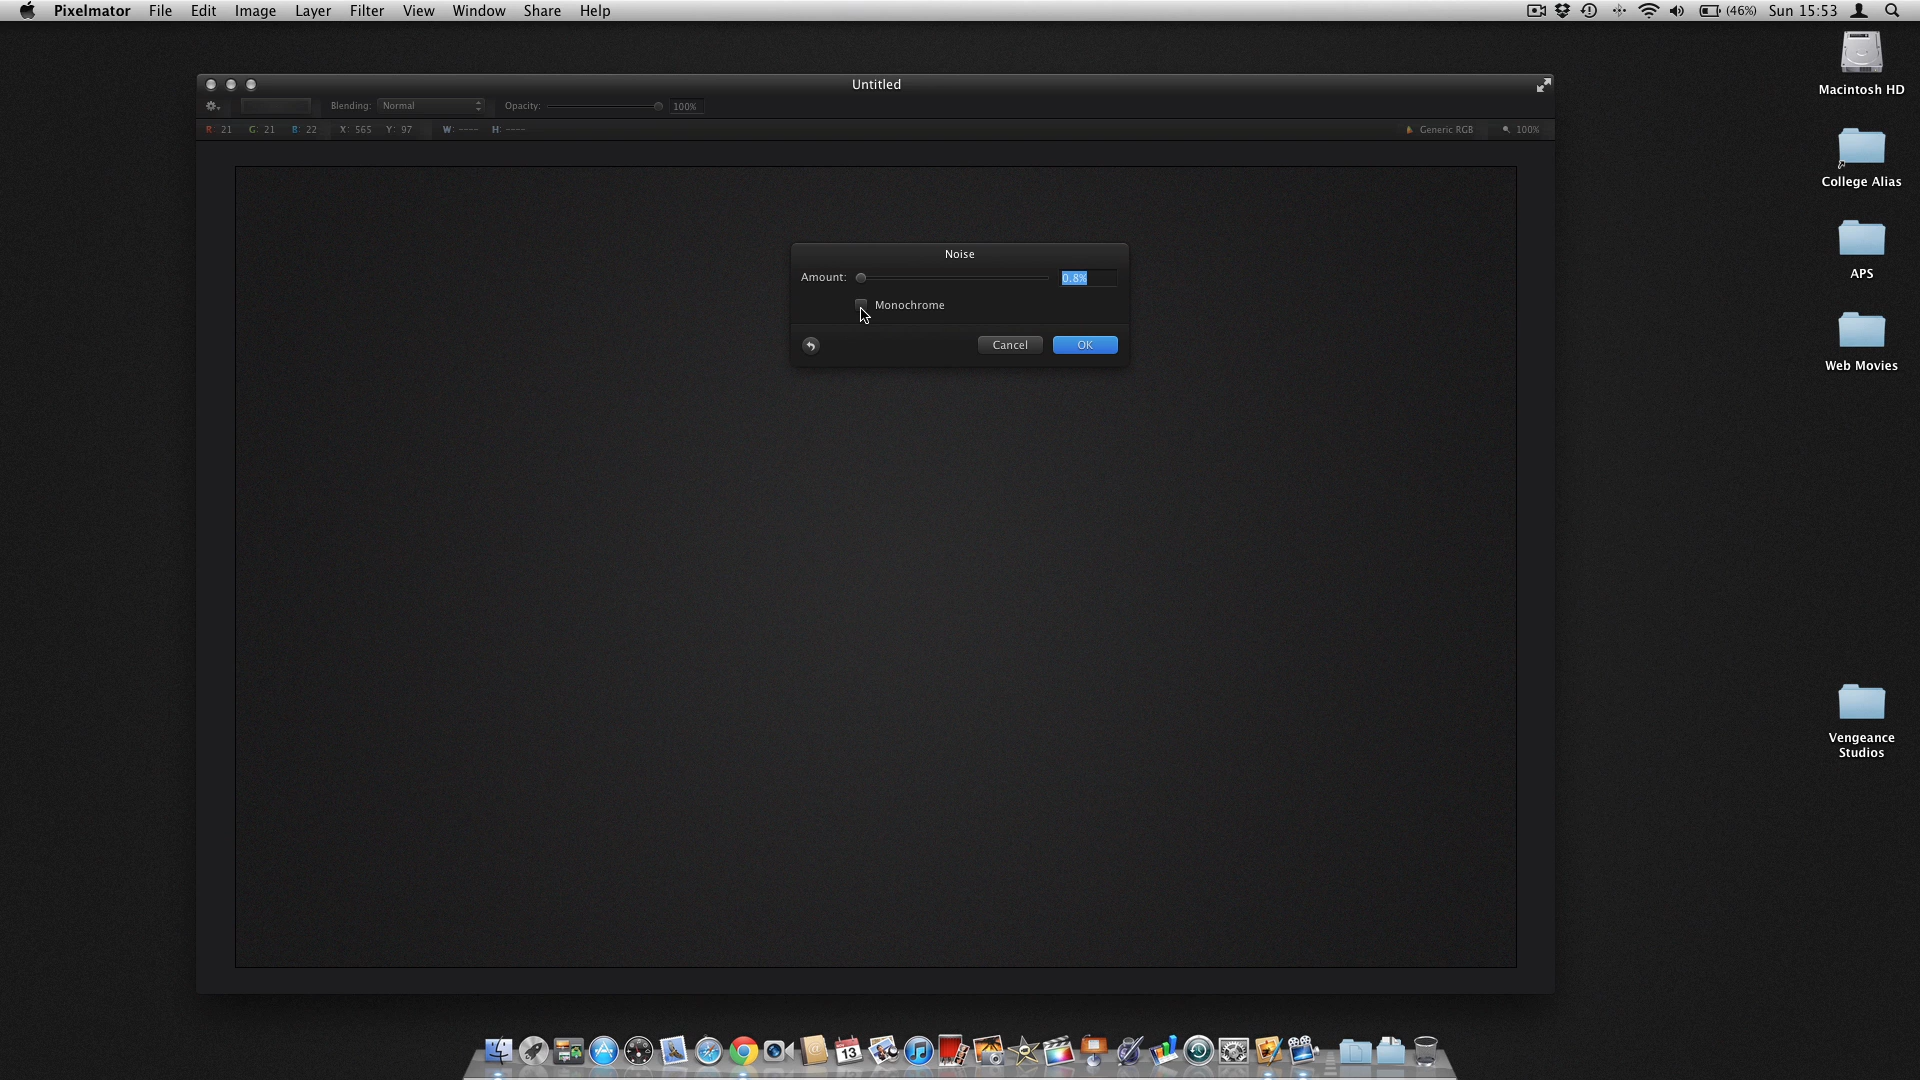 Pixelmator File Edit Image Layer Filter View Window Share Help (46%) Sun 15:53
Untitled
Blending: Normal Opacity: 100%
R: 21 G: 21 B: 22 X: 565 Y: 97 W: ---- H: ---- Generic RGB 100%
Noise
Amount: 0.8%
Monochrome
Cancel OK
Macintosh HD
College Alias
APS
Web Movies
Vengeance
Studios
13